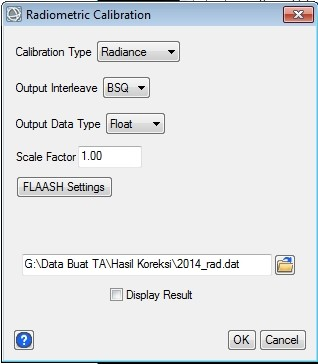 Radiometric Calibration
Calibration Type Radiance
Output Interleave BSQ
Output Data Type Float
Scale Factor 1.00
FLAASH Settings
G:\Data Buat TA\Hasil Koreksi\2014_rad.dat
Display Result
? OK Cancel